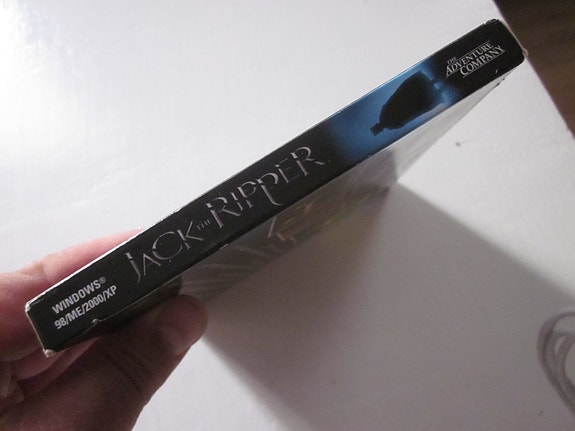 WINDOWS®
98/ME/2000/XP
JACK THE RIPPER
THE
ADVENTURE
COMPANY